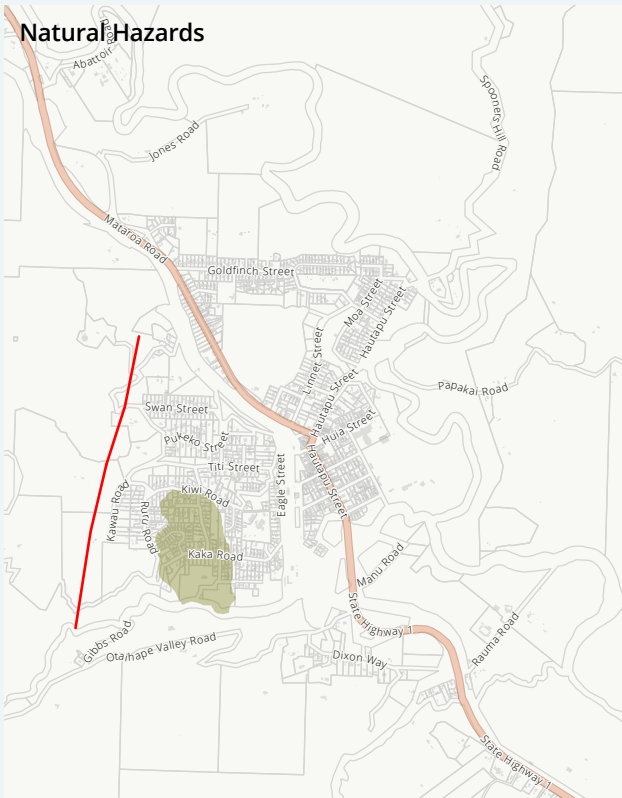 Natural Hazards
Road
Abattoir
Spooners Hill Road
Jones Road
Mataroa Road
Goldfinch Street
Moa Street
Hautapu Street
Linnet Street
Papakai Road
Hautapu Street
Swan Street
Huia Street
Pukeko Street
Titi Street
Hautapu Street
Eagle Street
Kiwi Road
Kawau Road
Ruru Road
Kaka Road
Manu Road
State Highway 1
Gibbs Road
Otaihape Valley Road
Rauma Road
Dixon Way
State Highway 1